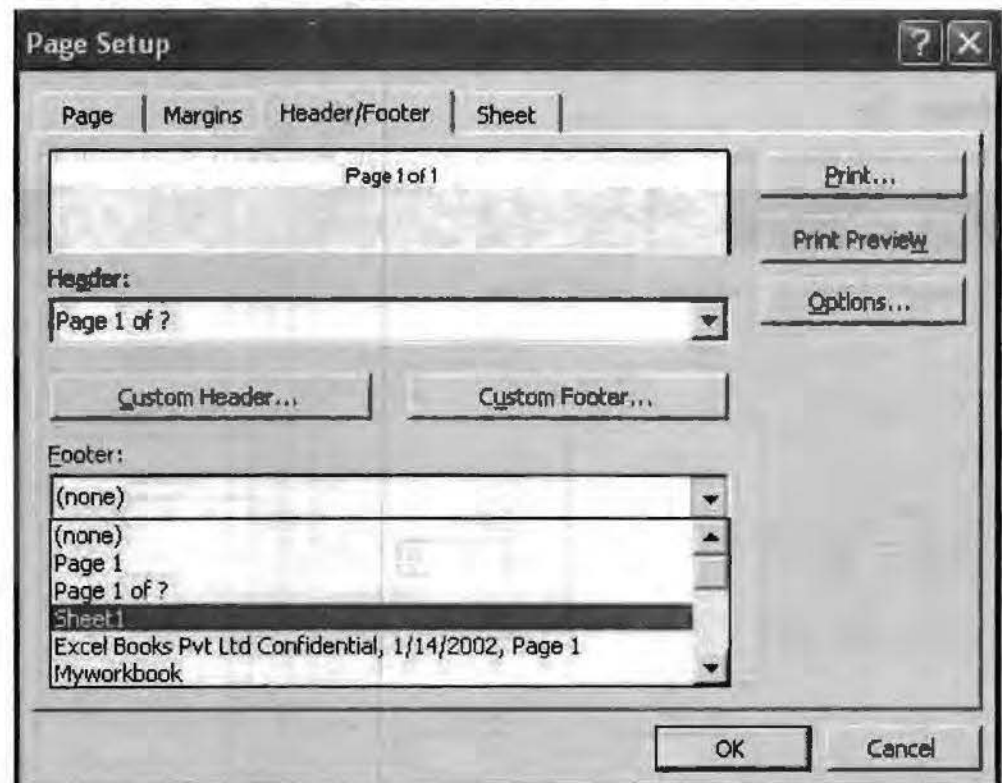 Page Setup
Page Margins Header/Footer Sheet
Page 1 of 1
Print...
Print Preview
Options...
Header:
Page 1 of ?
Custom Header... Custom Footer...
Footer:
(none)
(none)
Page 1
Page 1 of ?
Sheet1
Excel Books Pvt Ltd Confidential, 1/14/2002, Page 1
Myworkbook
OK Cancel